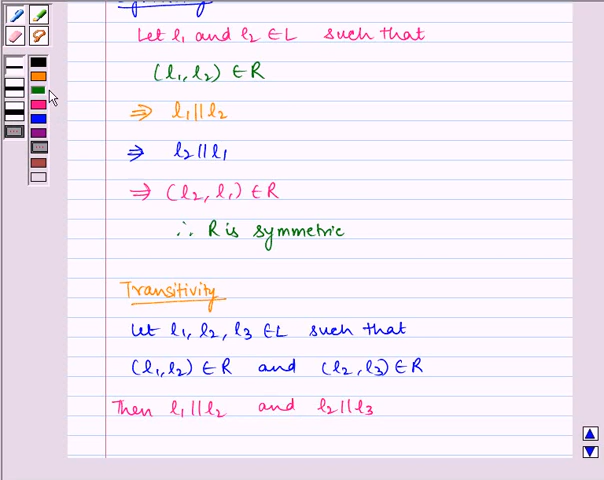 Let l₁ and l₂ ∈ L such that
(l₁, l₂) ∈ R
⇒ l₁ || l₂
⇒ l₂ || l₁
⇒ (l₂, l₁) ∈ R
∴ R is symmetric
Transitivity
Let l₁, l₂, l₃ ∈ L such that
(l₁, l₂) ∈ R and (l₂, l₃) ∈ R
Then l₁ || l₂ and l₂ || l₃